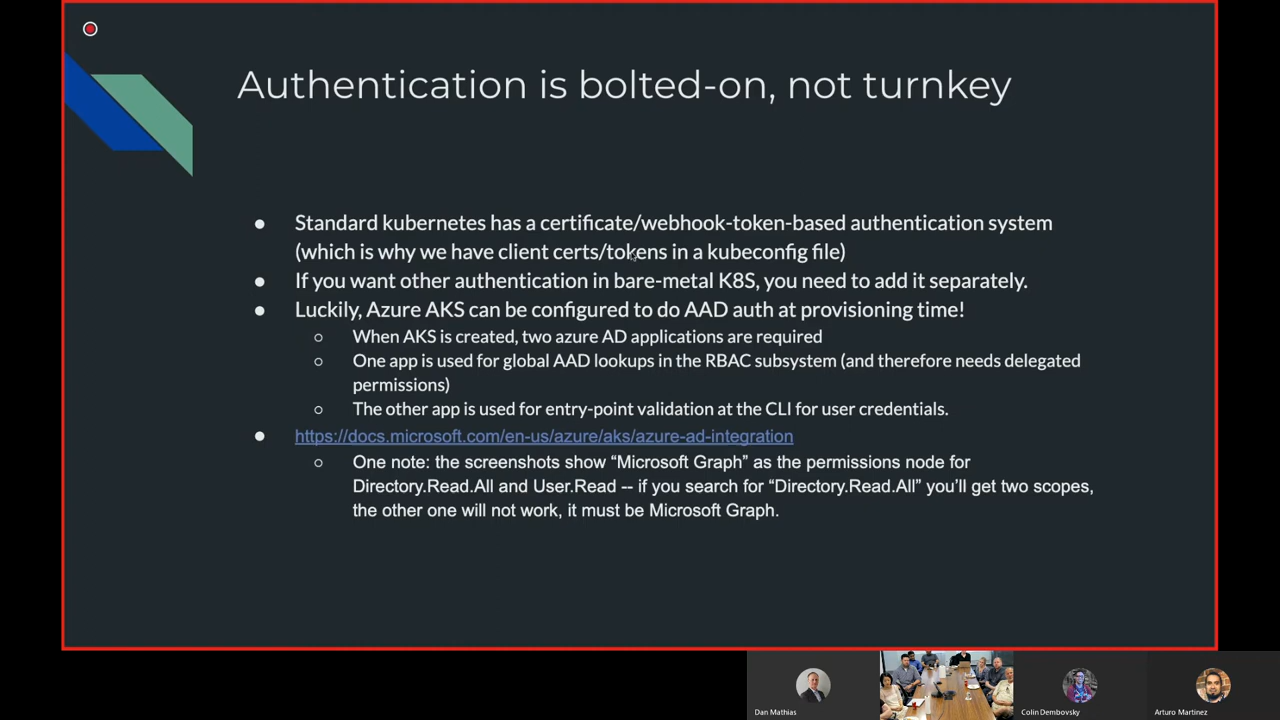 Authentication is bolted-on, not turnkey
● Standard kubernetes has a certificate/webhook-token-based authentication system
(which is why we have client certs/tokens in a kubeconfig file)
● If you want other authentication in bare-metal K8S, you need to add it separately.
● Luckily, Azure AKS can be configured to do AAD auth at provisioning time!
○ When AKS is created, two azure AD applications are required
○ One app is used for global AAD lookups in the RBAC subsystem (and therefore needs delegated
permissions)
○ The other app is used for entry-point validation at the CLI for user credentials.
● https://docs.microsoft.com/en-us/azure/aks/azure-ad-integration
○ One note: the screenshots show “Microsoft Graph” as the permissions node for
Directory.Read.All and User.Read -- if you search for “Directory.Read.All” you’ll get two scopes,
the other one will not work, it must be Microsoft Graph.
Dan Mathias
Colin Dembovsky
Arturo Martinez